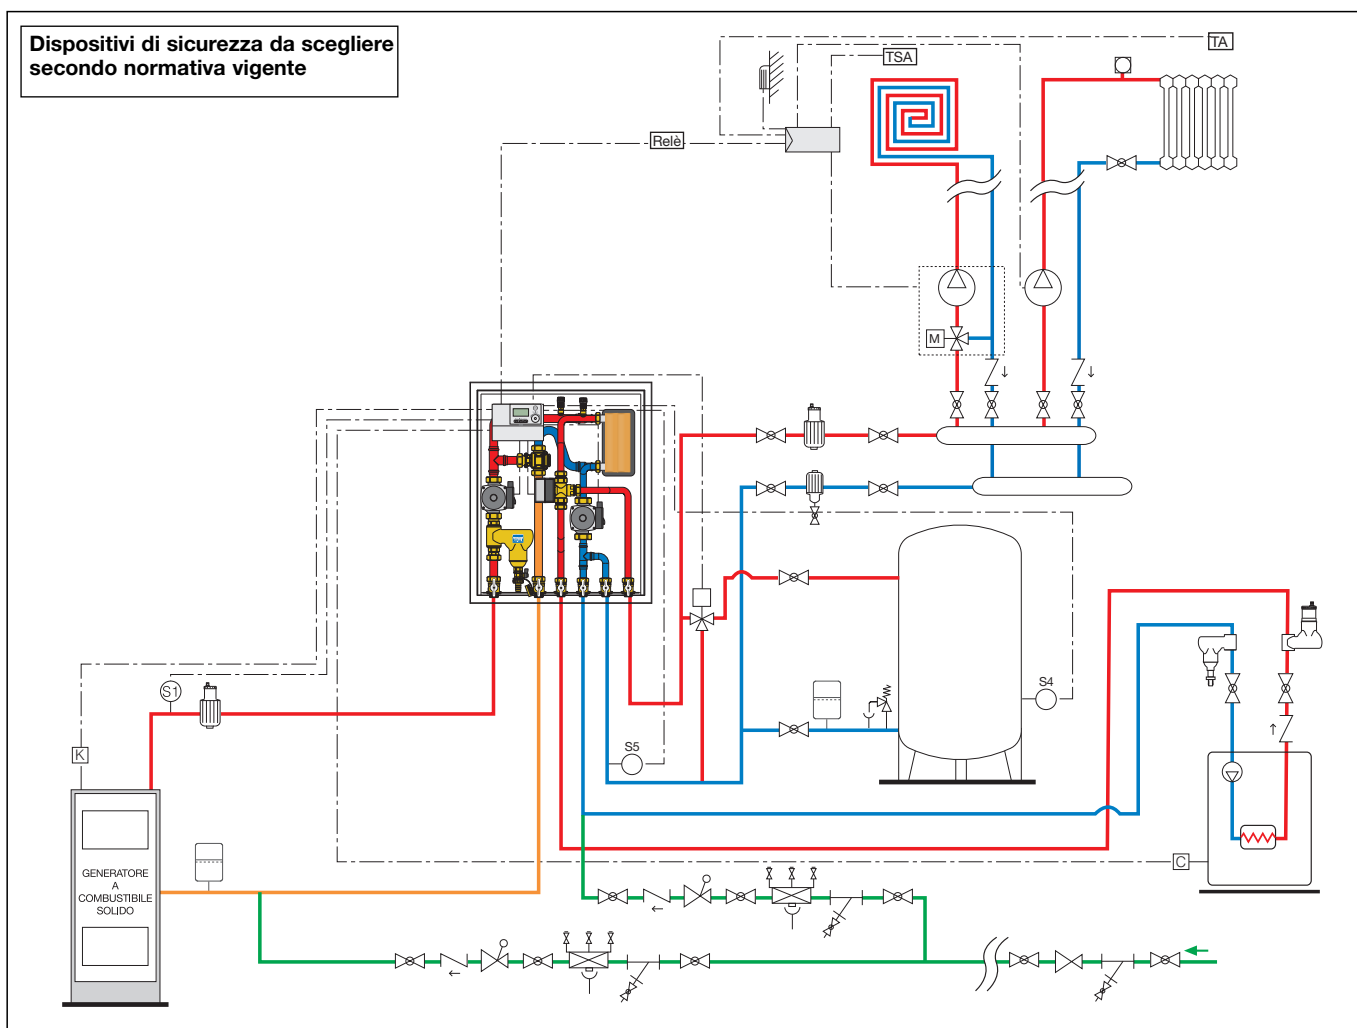 Dispositivi di sicurezza da scegliere
secondo normativa vigente
TA
TSA
Relè
M
S1
K
S5
S4
C
GENERATORE
A
COMBUSTIBILE
SOLIDO